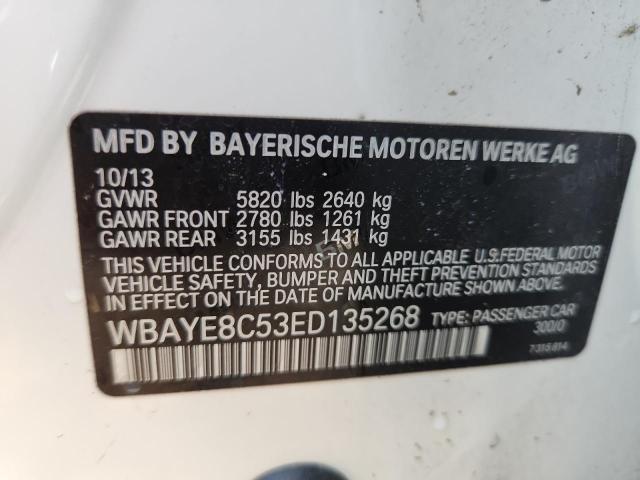 MFD BY BAYERISCHE MOTOREN WERKE AG
10/13
GVWR 5820 lbs 2640 kg
GAWR FRONT 2780 lbs 1261 kg
GAWR REAR 3155 lbs 1431 kg
THIS VEHICLE CONFORMS TO ALL APPLICABLE U.S.FEDERAL MOTOR
VEHICLE SAFETY, BUMPER AND THEFT PREVENTION STANDARDS
IN EFFECT ON THE DATE OF MANUFACTURE SHOWN ABOVE.
WBAYE8C53ED135268 TYPE: PASSENGER CAR
300/0
7315814